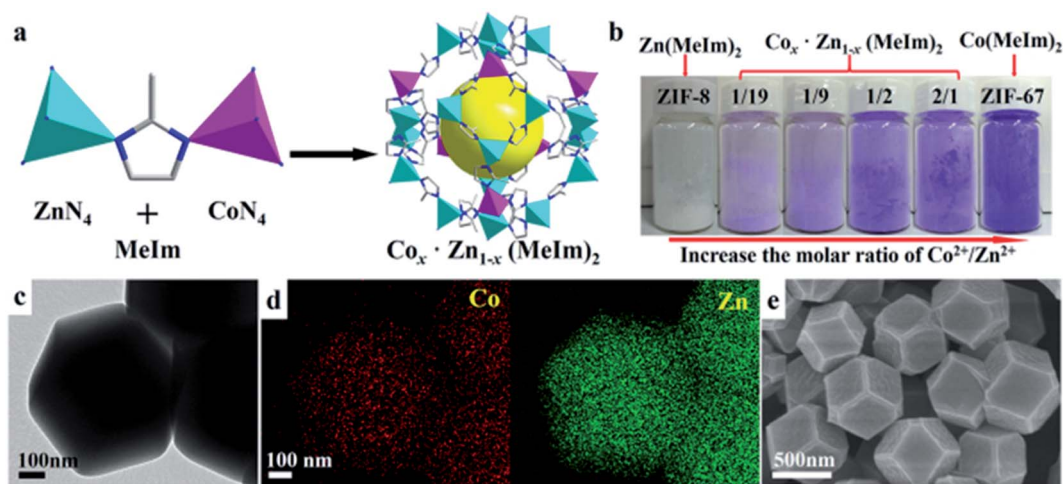 a
ZnN₄ + CoN₄
MeIm
Coₓ · Zn₁₋ₓ (MeIm)₂
b
Zn(MeIm)₂ Coₓ · Zn₁₋ₓ (MeIm)₂ Co(MeIm)₂
ZIF-8 1/19 1/9 1/2 2/1 ZIF-67
Increase the molar ratio of Co²⁺/Zn²⁺
c
100nm
d Co Zn
100 nm
e
500nm